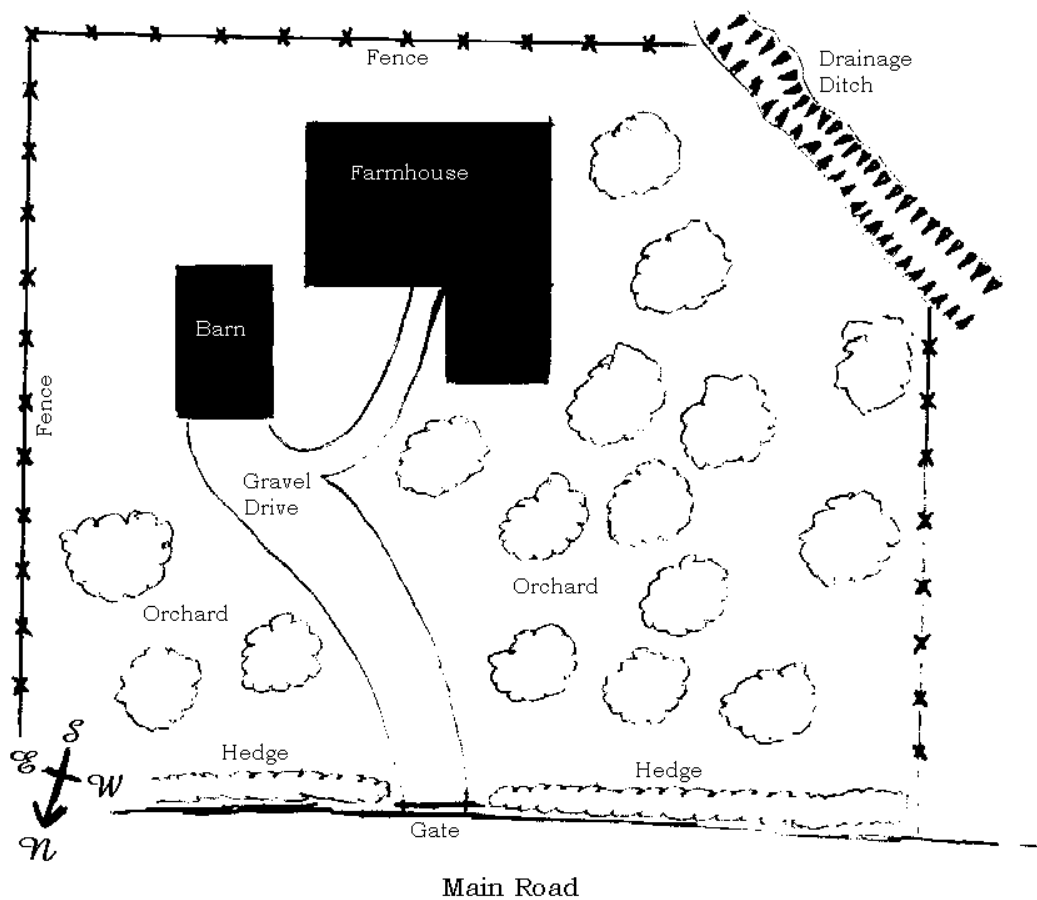 Fence
Drainage
Ditch
Farmhouse
Barn
Fence
Gravel
Drive
Orchard
Orchard
S
E
W
N
Hedge
Hedge
Gate
Main Road